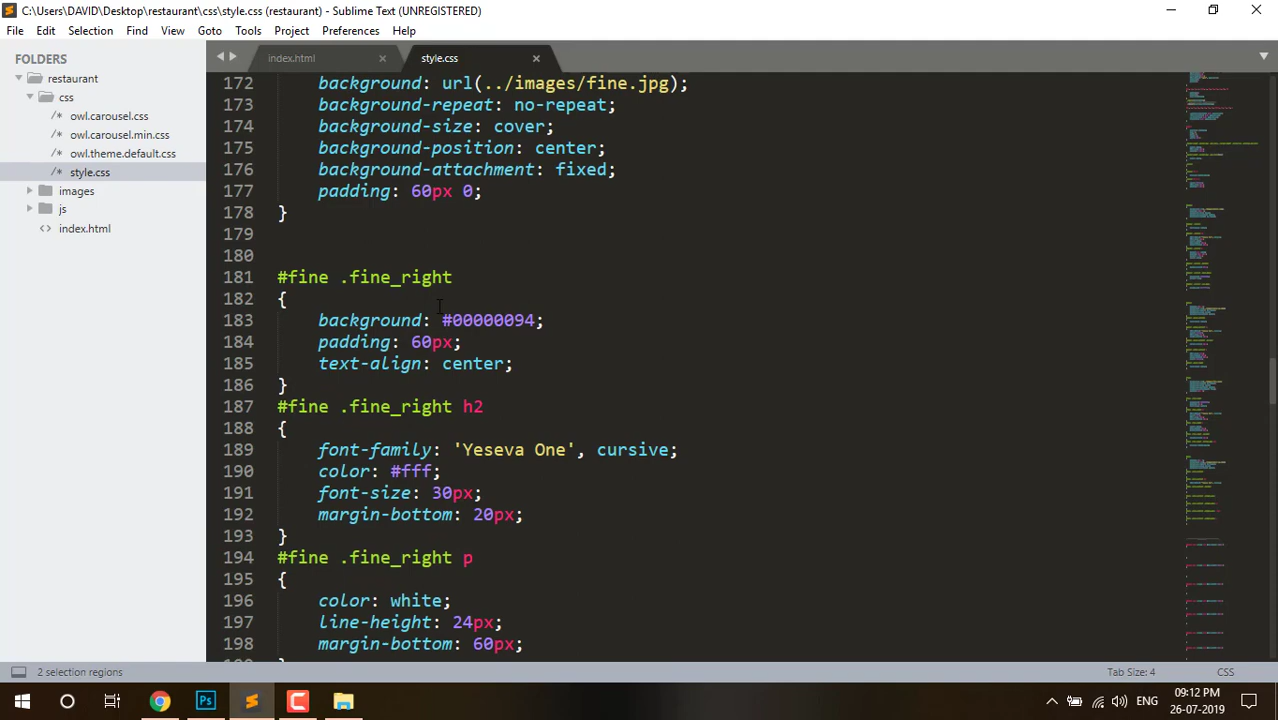 C:\Users\DAVID\Desktop\restaurant\css\style.css (restaurant) - Sublime Text (UNREGISTERED)
File Edit Selection Find View Goto Tools Project Preferences Help
FOLDERS
restaurant
css
/* owl.carousel.css
/* owl.carousel.min.css
/* owl.theme.default.css
/* style.css
images
js
<> index.html
index.html
style.css
172 background: url(../images/fine.jpg);
173 background-repeat: no-repeat;
174 background-size: cover;
175 background-position: center;
176 background-attachment: fixed;
177 padding: 60px 0;
178 }
179
180
181 #fine .fine_right
182 {
183 background: #00000094;
184 padding: 60px;
185 text-align: center;
186 }
187 #fine .fine_right h2
188 {
189 font-family: 'Yeseva One', cursive;
190 color: #fff;
191 font-size: 30px;
192 margin-bottom: 20px;
193 }
194 #fine .fine_right p
195 {
196 color: white;
197 line-height: 24px;
198 margin-bottom: 60px;
2 selection regions
Tab Size: 4
CSS
Ps
ENG
09:12 PM
26-07-2019